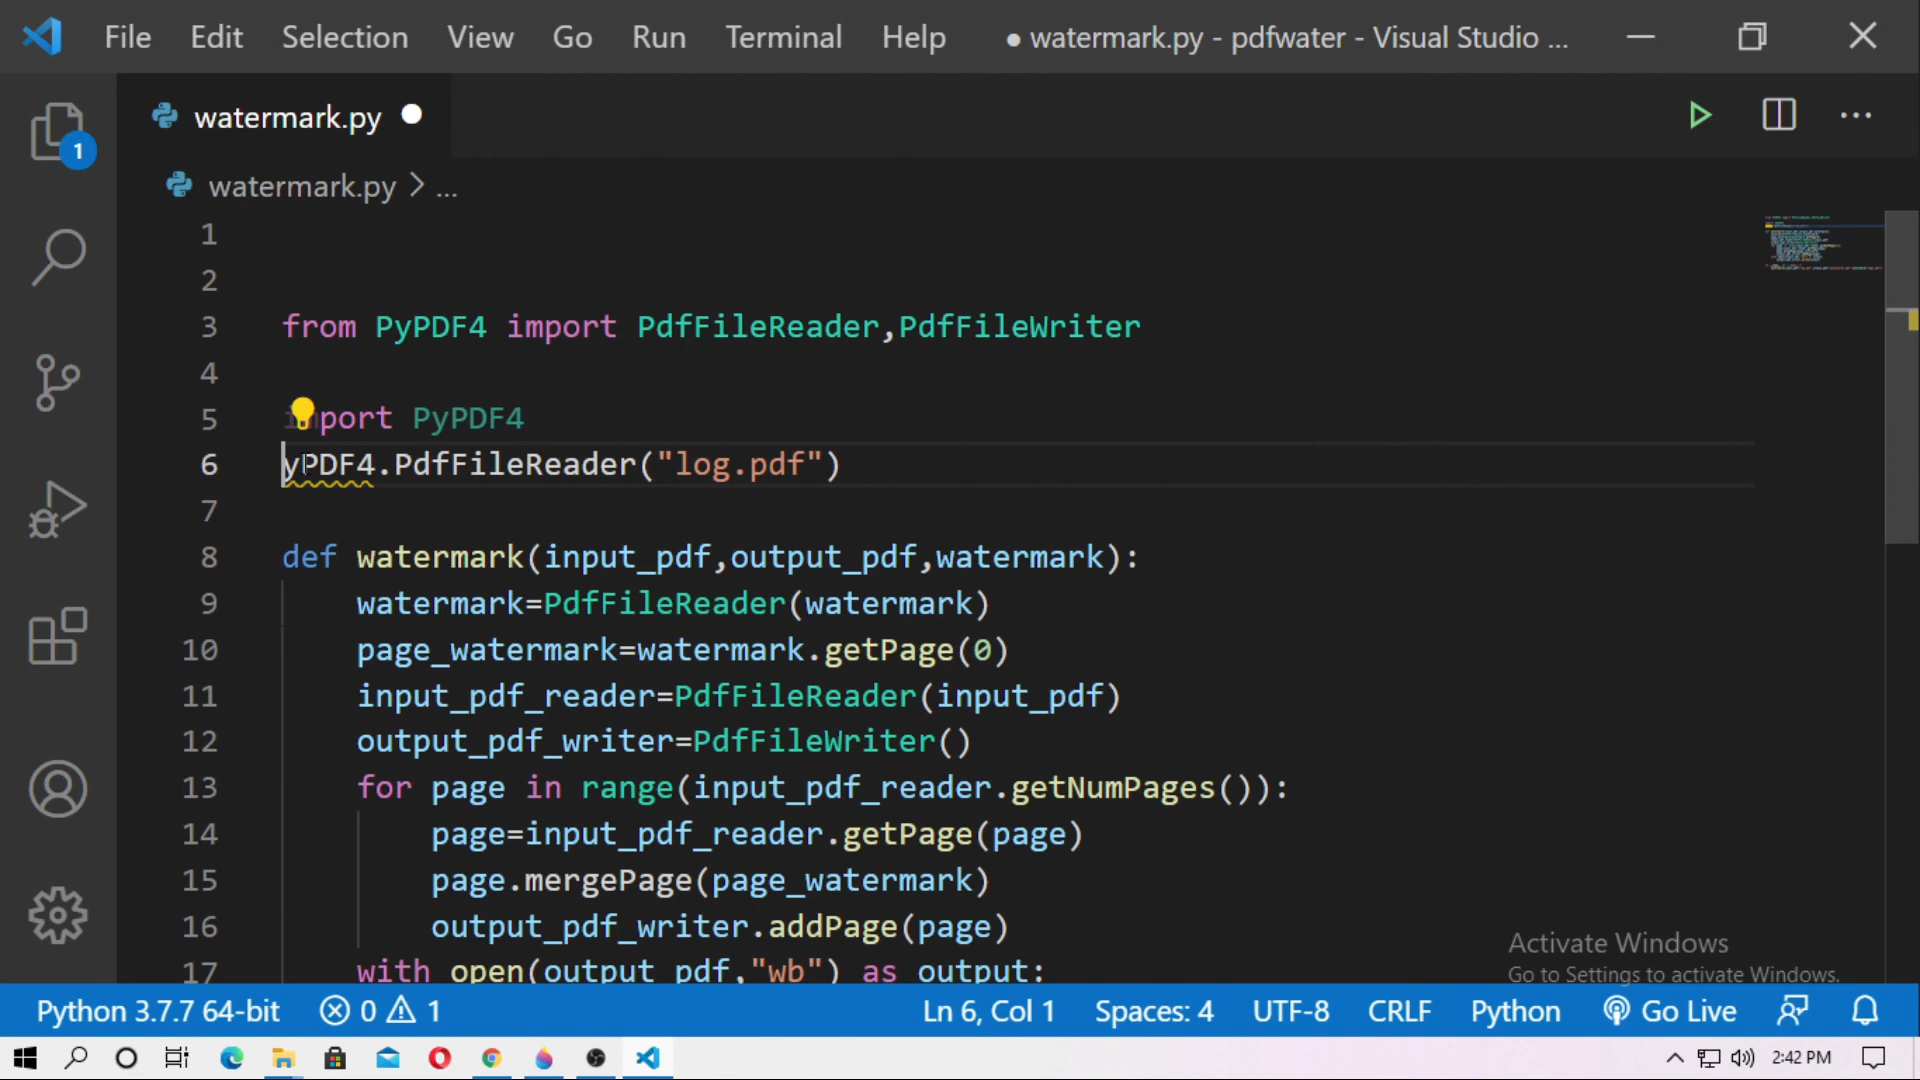 File Edit Selection View Go Run Terminal Help ● watermark.py - pdfwater - Visual Studio ...
1
watermark.py
watermark.py > ...
1
2
3 from PyPDF4 import PdfFileReader,PdfFileWriter
4
5 import PyPDF4
6 yPDF4.PdfFileReader("log.pdf")
7
8 def watermark(input_pdf,output_pdf,watermark):
9 watermark=PdfFileReader(watermark)
10 page_watermark=watermark.getPage(0)
11 input_pdf_reader=PdfFileReader(input_pdf)
12 output_pdf_writer=PdfFileWriter()
13 for page in range(input_pdf_reader.getNumPages()):
14 page=input_pdf_reader.getPage(page)
15 page.mergePage(page_watermark)
16 output_pdf_writer.addPage(page)
17 with open(output_pdf,"wb") as output:
Activate Windows
Go to Settings to activate Windows.
Python 3.7.7 64-bit 0 1 Ln 6, Col 1 Spaces: 4 UTF-8 CRLF Python Go Live
2:42 PM